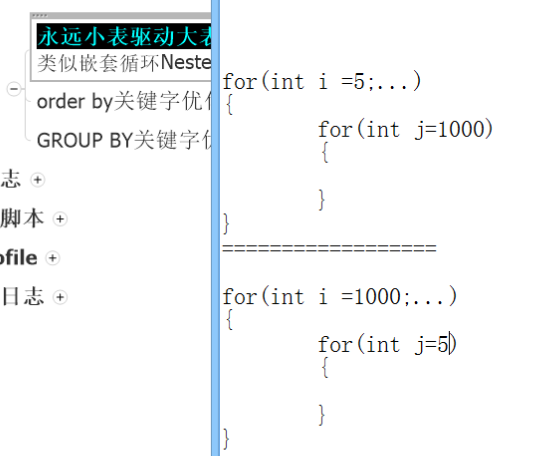 永远小表驱动大表
类似嵌套循环Neste
order by关键字优
GROUP BY关键字
志
脚本
ofile
日志
for(int i =5;...)
{
for(int j=1000)
{
}
}
==================
for(int i =1000;...)
{
for(int j=5)
{
}
}